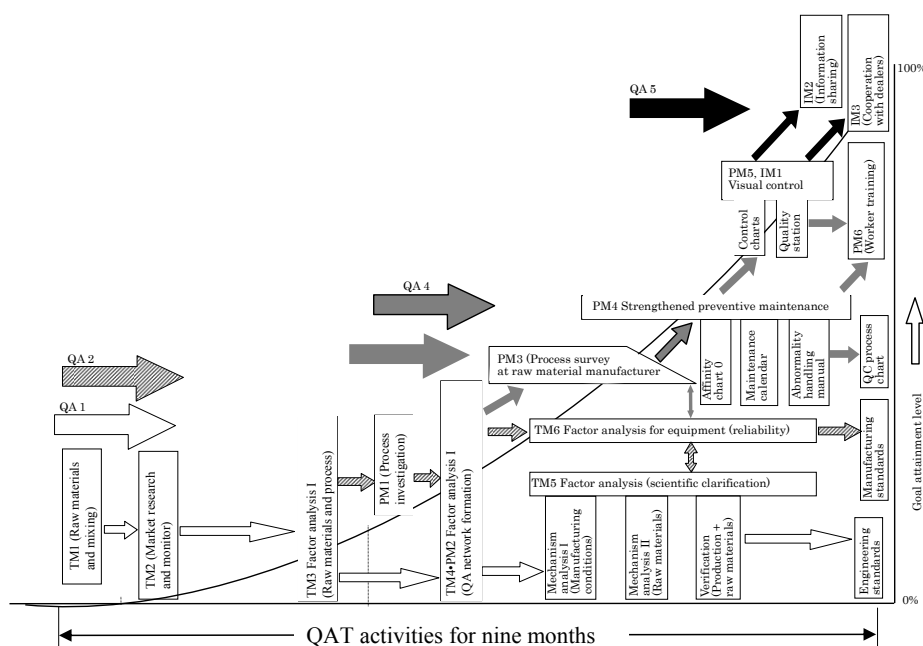 100%
QA 5
IM2
(Information
sharing)
IM3
(Cooperation
with dealers)
PM5, IM1
Visual control
Control
charts
Quality
station
PM6
(Worker training)
QA 4
PM4 Strengthened preventive maintenance
Affinity
chart 0
Maintenance
calendar
Abnormality
handling
manual
QC process
chart
QA 2
PM3 (Process survey
at raw material manufacturer
QA 1
TM1 (Raw materials
and mixing)
TM2 (Market research
and monitor)
TM3 Factor analysis I
(Raw materials and process)
PM1 (Process
investigation)
TM4•PM2 Factor analysis I
(QA network formation)
TM6 Factor analysis for equipment (reliability)
Manufacturing
standards
TM5 Factor analysis (scientific clarification)
Mechanism
analysis I
(Manufacturing
conditions)
Mechanism
analysis II
(Raw materials)
Verification
(Production +
raw materials)
Engineering
standards
Goal attainment level
0%
QAT activities for nine months